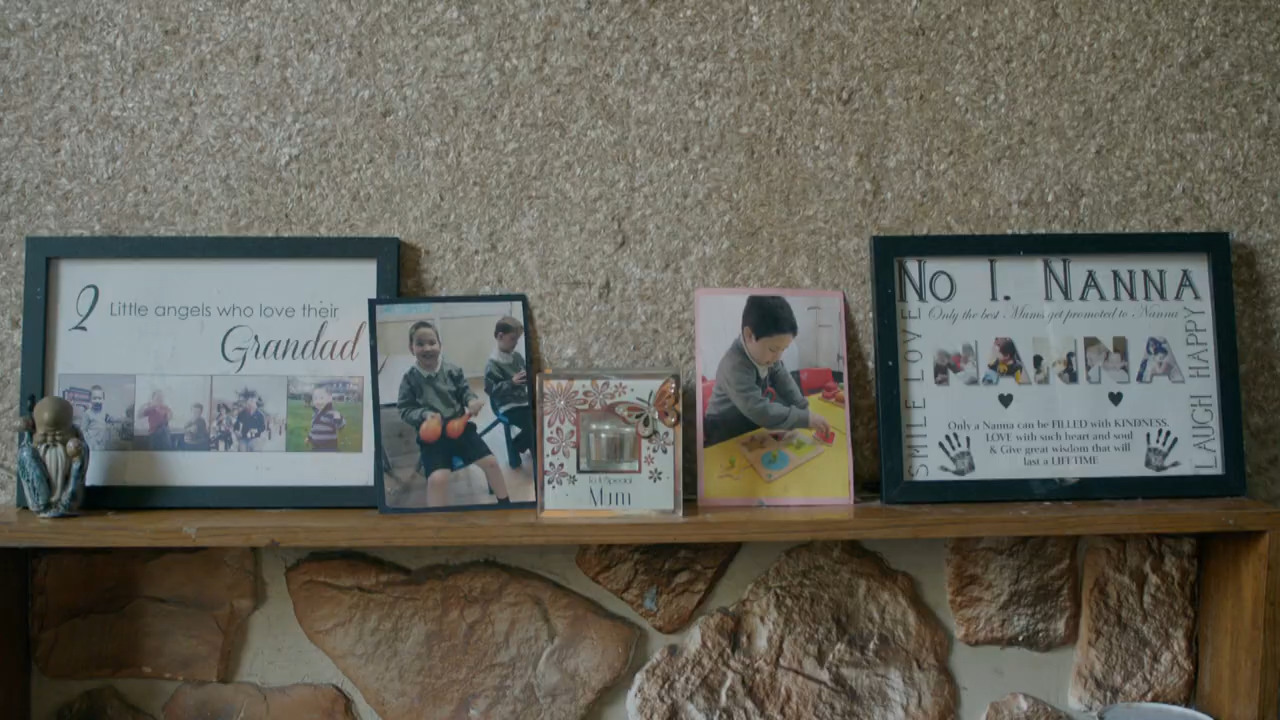 2 Little angels who love their
Grandad
To A Special
Mum
No 1. NANNA
Only the best Mums get promoted to Nanna
SMILE LOVE
NANNA
LAUGH HAPPY
Only a Nanna can be FILLED with KINDNESS,
LOVE with such heart and soul
& Give great wisdom that will
last a LIFETIME